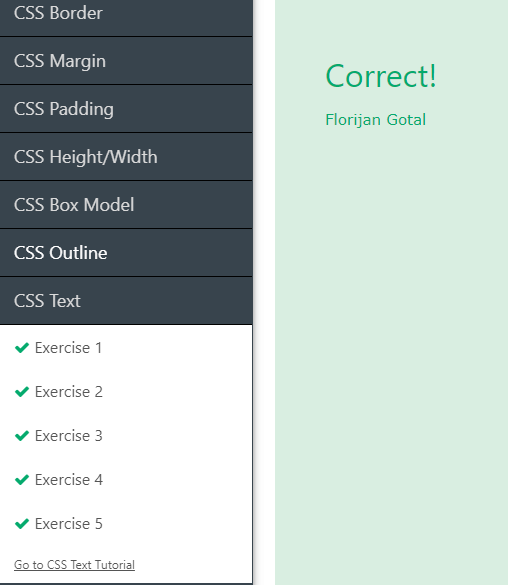 CSS Border
CSS Margin
CSS Padding
CSS Height/Width
CSS Box Model
CSS Outline
CSS Text
Exercise 1
Exercise 2
Exercise 3
Exercise 4
Exercise 5
Go to CSS Text Tutorial
Correct!
Florijan Gotal